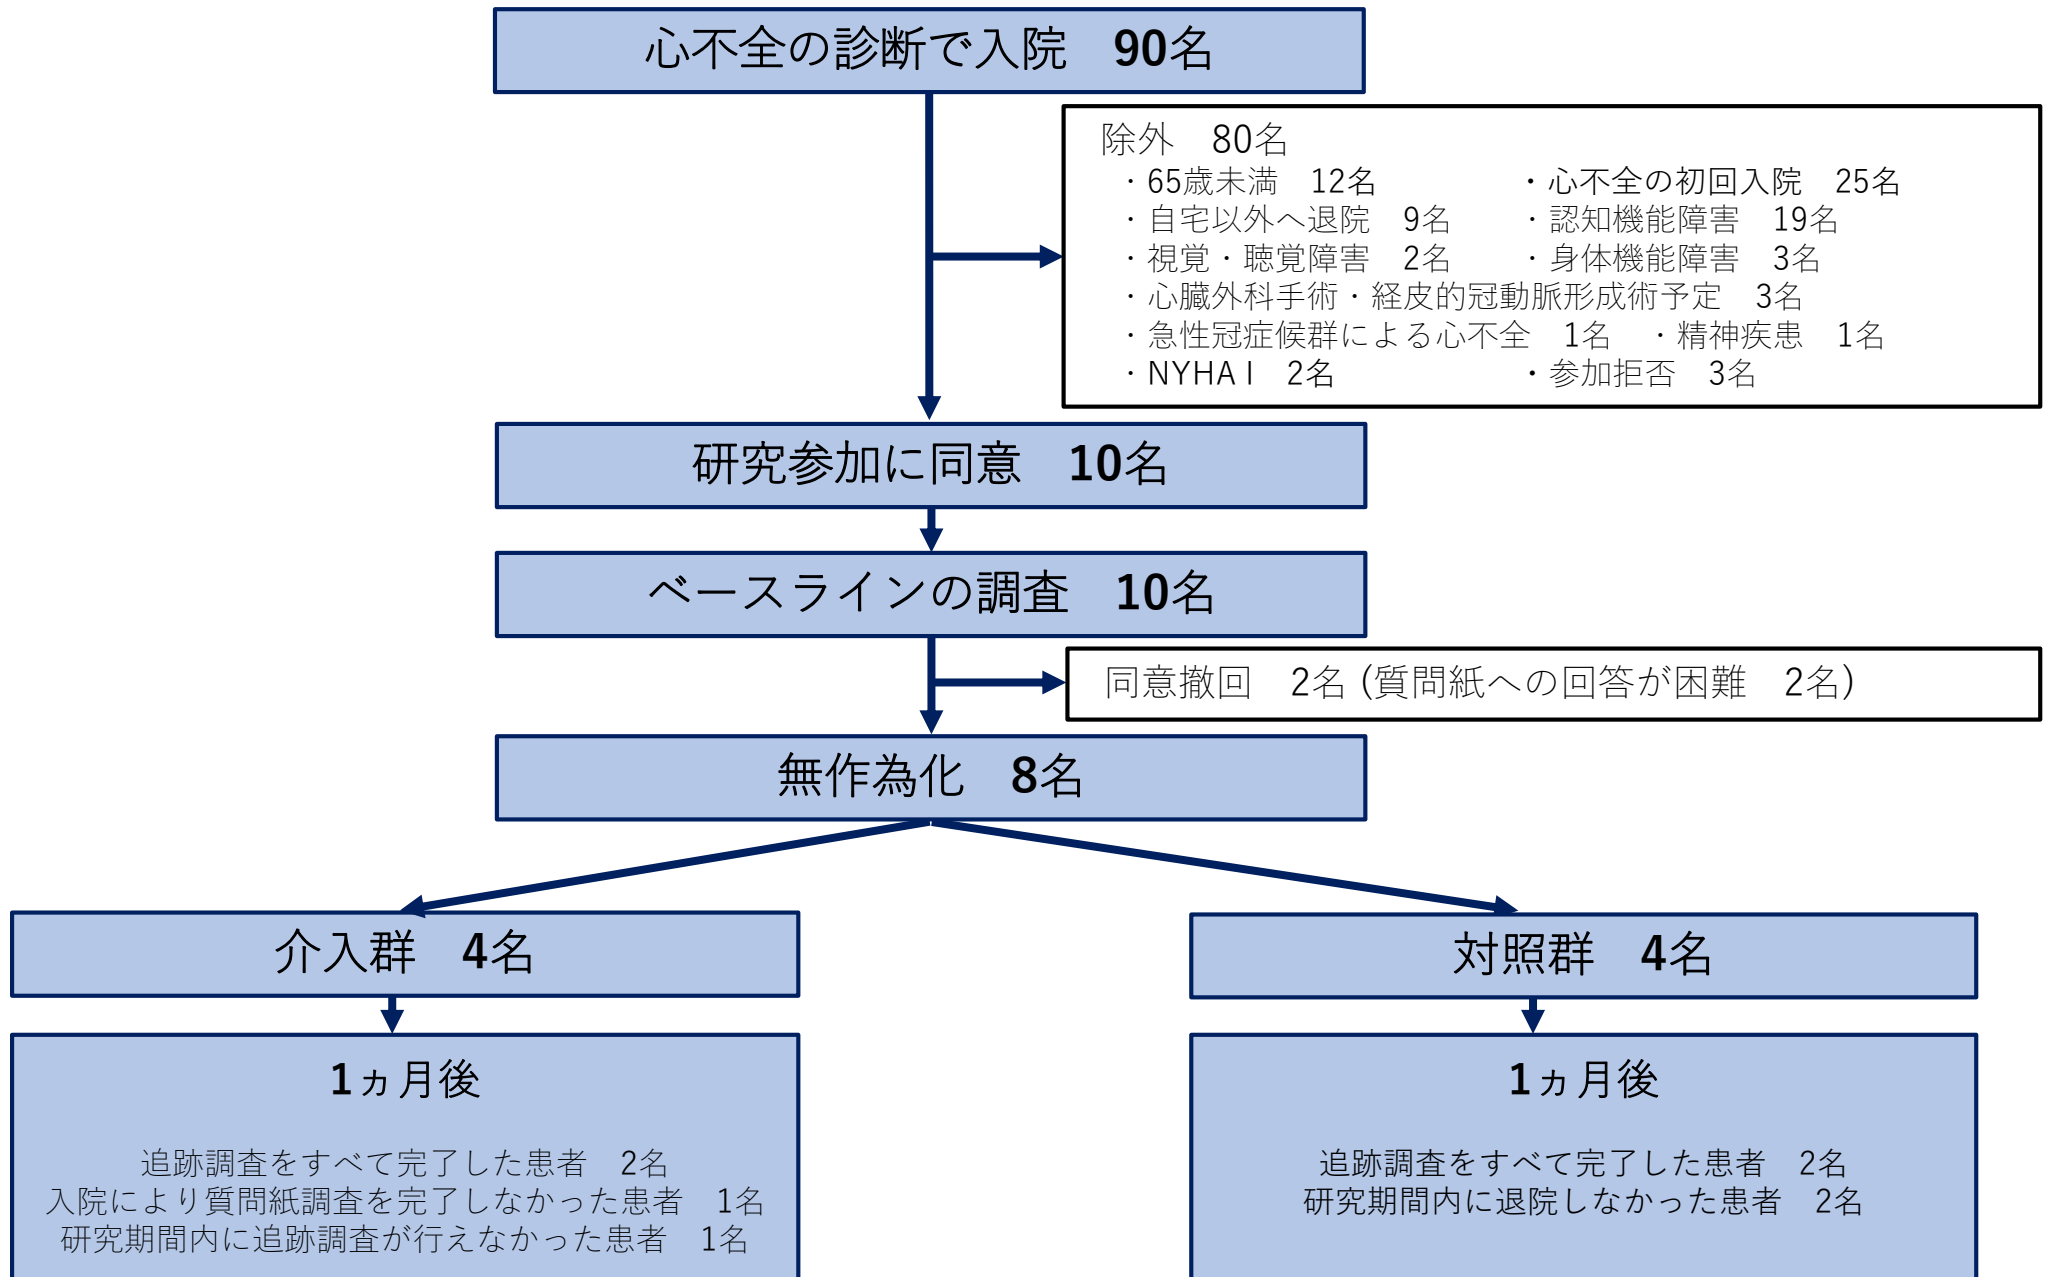 心不全の診断で入院　90名
除外　80名
・65歳未満　12名　・心不全の初回入院　25名
・自宅以外へ退院　9名　・認知機能障害　19名
・視覚・聴覚障害　2名　・身体機能障害　3名
・心臓外科手術・経皮的冠動脈形成術予定　3名
・急性冠症候群による心不全　1名　・精神疾患　1名
・NYHA I　2名　・参加拒否　3名
研究参加に同意　10名
ベースラインの調査　10名
同意撤回　2名 (質問紙への回答が困難　2名)
無作為化　8名
介入群　4名
対照群　4名
1ヵ月後
追跡調査をすべて完了した患者　2名
入院により質問紙調査を完了しなかった患者　1名
研究期間内に追跡調査が行えなかった患者　1名
1ヵ月後
追跡調査をすべて完了した患者　2名
研究期間内に退院しなかった患者　2名